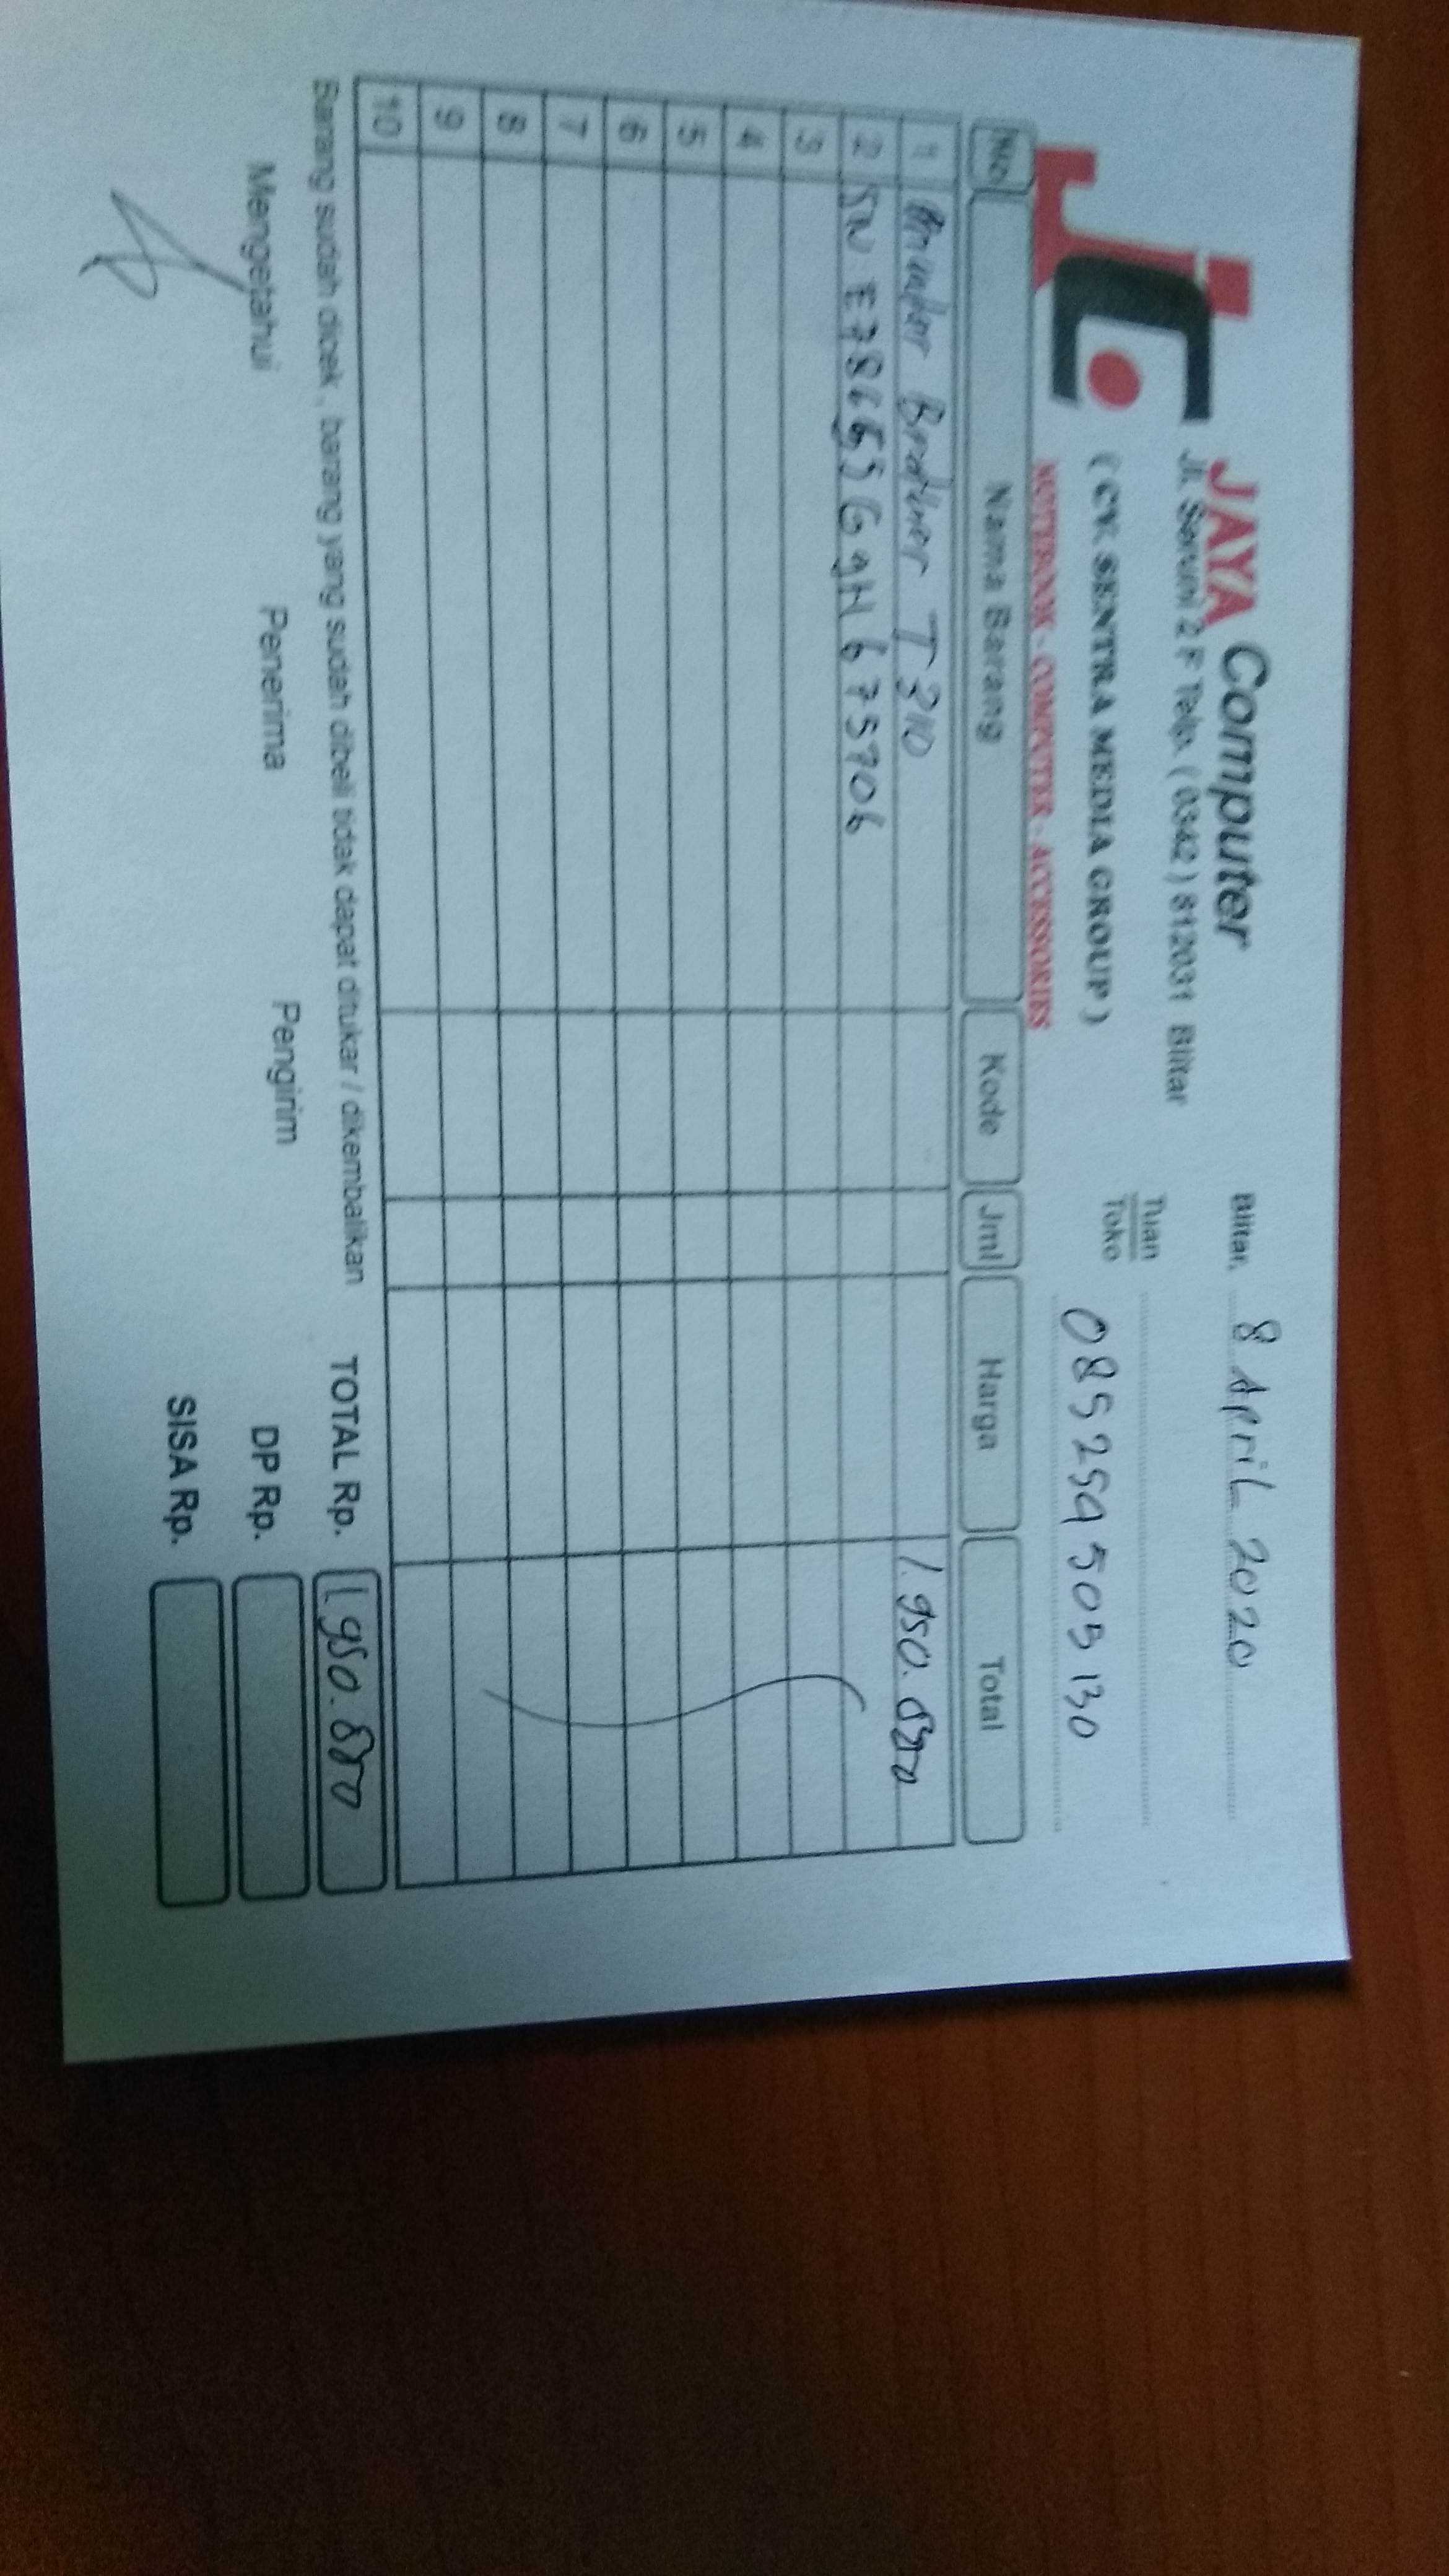 JAYA Computer
Jl. Seruni 2 F Telp. ( 0342 ) 812031 Blitar
( CV. SENTRA MEDIA GROUP )
NOTEBOOK - COMPUTER - ACCESSORIES
Blitar, 8 April 2020
Tuan
Toko
085259505130
No Nama Barang Kode Jml Harga Total
1 Brother T310 1.950.000
2 SN
3
4
5
6
7
8
9
10
Barang sudah dicek , barang yang sudah dibeli tidak dapat ditukar / dikembalikan
TOTAL Rp. 1.950.000
Mengetahui Penerima Pengirim
DP Rp.
SISA Rp.